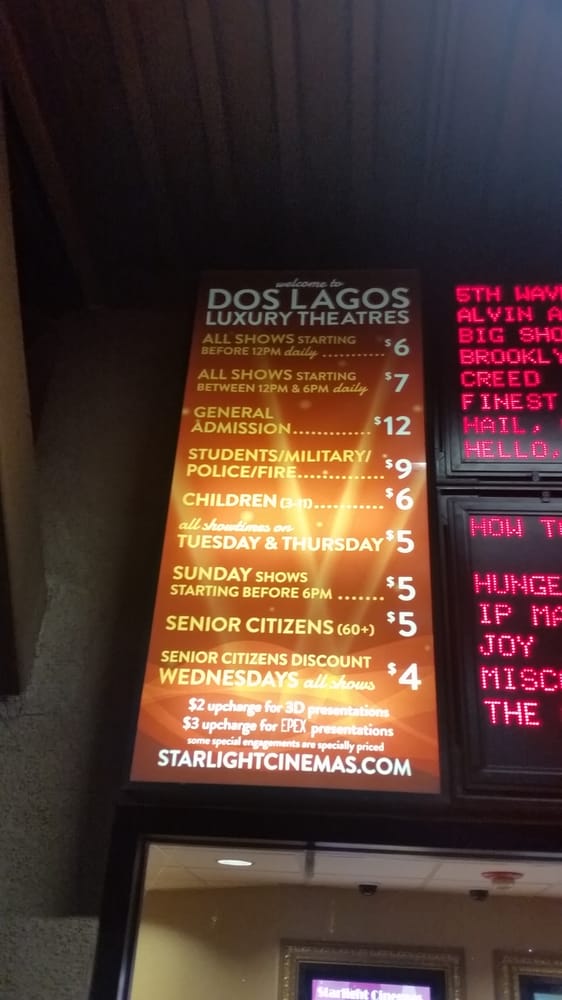 welcome to
DOS LAGOS
LUXURY THEATRES
ALL SHOWS STARTING
BEFORE 12PM daily ............ $6
ALL SHOWS STARTING
BETWEEN 12PM & 6PM daily $7
GENERAL
ADMISSION.............. $12
STUDENTS/MILITARY/
POLICE/FIRE............... $9
CHILDREN (3-11)............ $6
all showtimes on
TUESDAY & THURSDAY $5
SUNDAY SHOWS
STARTING BEFORE 6PM ....... $5
SENIOR CITIZENS (60+) $5
SENIOR CITIZENS DISCOUNT
WEDNESDAYS all shows $4
$2 upcharge for 3D presentations
$3 upcharge for EPEX presentations
some special engagements are specially priced
STARLIGHTCINEMAS.COM
5TH WAV
ALVIN A
BIG SHO
BROOKLY
CREED
FINEST
HAIL,
HELLO,
HOW T
HUNGE
IP MA
JOY
MISC
THE
Starlight Cinem